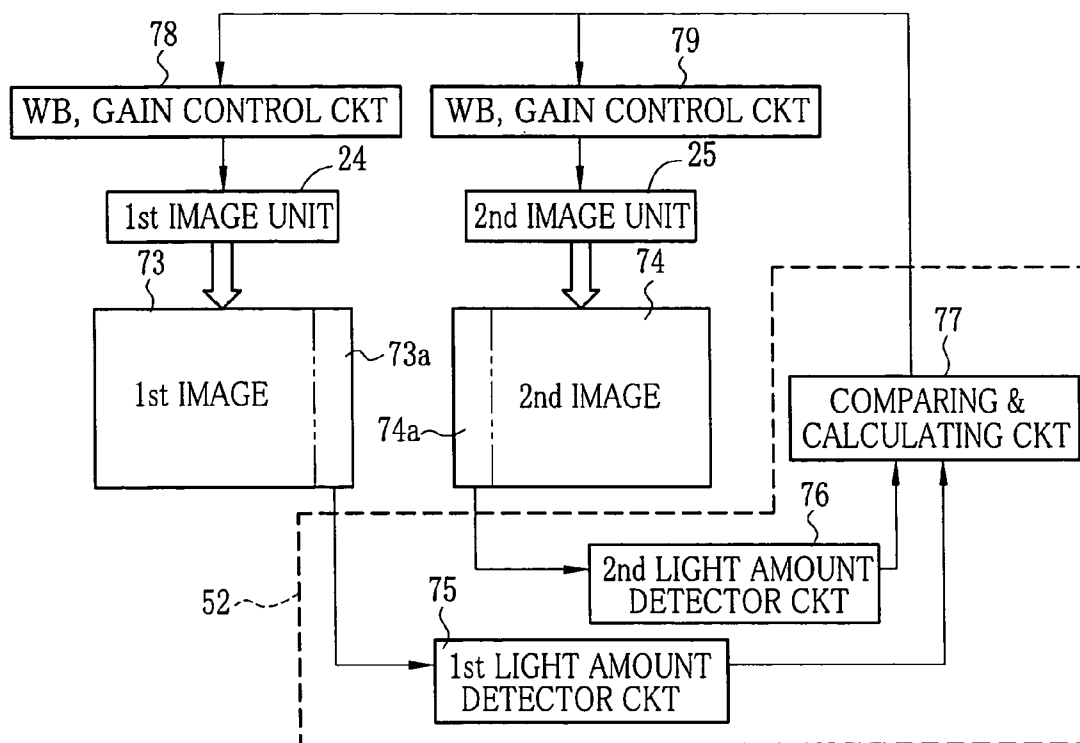 78
79
WB, GAIN CONTROL CKT
WB, GAIN CONTROL CKT
24
25
1st IMAGE UNIT
2nd IMAGE UNIT
73
74
73a
1st IMAGE
2nd IMAGE
74a
77
COMPARING &
CALCULATING CKT
76
2nd LIGHT AMOUNT
DETECTOR CKT
52
75
1st LIGHT AMOUNT
DETECTOR CKT